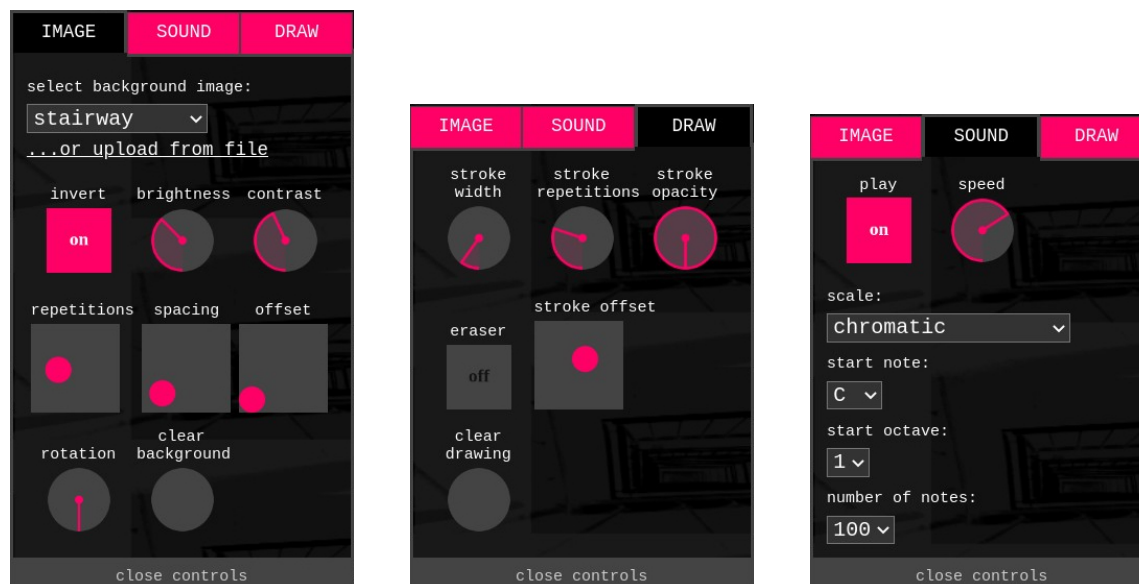 IMAGE SOUND DRAW
select background image:
stairway
...or upload from file
invert brightness contrast
on
repetitions spacing offset
rotation clear
background
close controls
IMAGE SOUND DRAW
stroke
width stroke
repetitions stroke
opacity
eraser stroke offset
off
clear
drawing
close controls
IMAGE SOUND DRAW
play speed
on
scale:
chromatic
start note:
C
start octave:
1
number of notes:
100
close controls